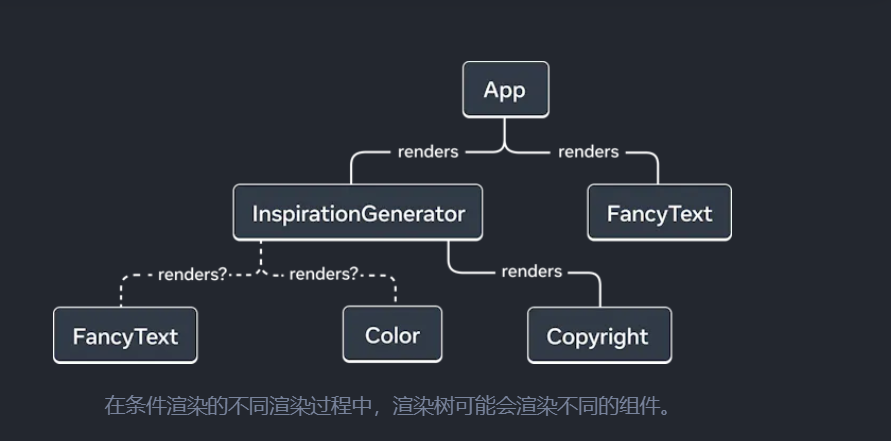 App
renders
renders
InspirationGenerator
FancyText
renders?
renders?
renders
FancyText
Color
Copyright
在条件渲染的不同渲染过程中，渲染树可能会渲染不同的组件。